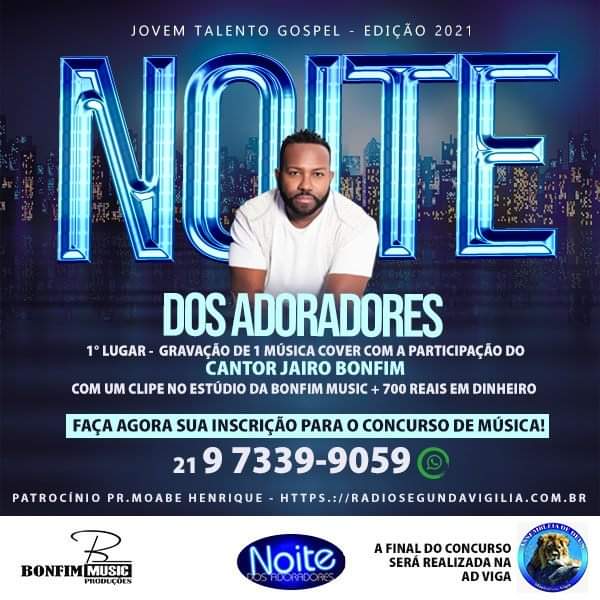 JOVEM TALENTO GOSPEL - EDIÇÃO 2021
NOITE
DOS ADORADORES
1° LUGAR - GRAVAÇÃO DE 1 MÚSICA COVER COM A PARTICIPAÇÃO DO
CANTOR JAIRO BONFIM
COM UM CLIPE NO ESTÚDIO DA BONFIM MUSIC + 700 REAIS EM DINHEIRO
FAÇA AGORA SUA INSCRIÇÃO PARA O CONCURSO DE MÚSICA!
21 9 7339-9059
PATROCÍNIO PR.MOABE HENRIQUE - HTTPS.://RADIOSEGUNDAVIGILIA.COM.BR
B
BONFIM MUSIC
PRODUÇÕES
Noite
DOS ADORADORES
A FINAL DO CONCURSO
SERÁ REALIZADA NA
AD VIGA
ASSEMBLEIA DE DEUS